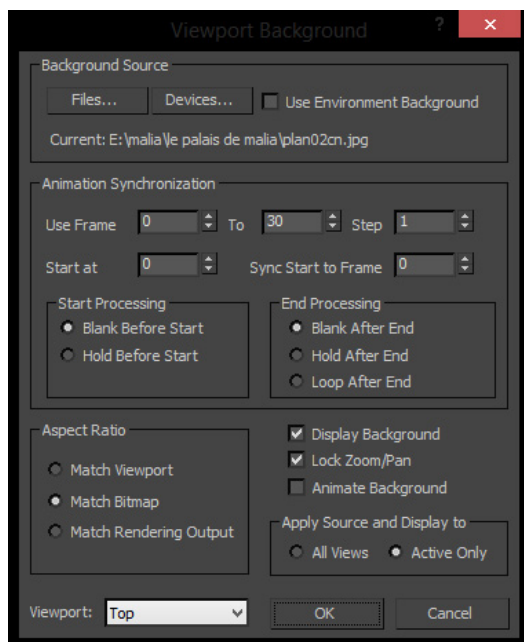 Viewport Background ? ×
Background Source
Files... Devices... Use Environment Background
Current: E:\malia\le palais de malia\plan02cn.jpg
Animation Synchronization
Use Frame 0 To 30 Step 1
Start at 0 Sync Start to Frame 0
Start Processing
Blank Before Start
Hold Before Start
End Processing
Blank After End
Hold After End
Loop After End
Aspect Ratio
Match Viewport
Match Bitmap
Match Rendering Output
Display Background
Lock Zoom/Pan
Animate Background
Apply Source and Display to
All Views Active Only
Viewport: Top OK Cancel